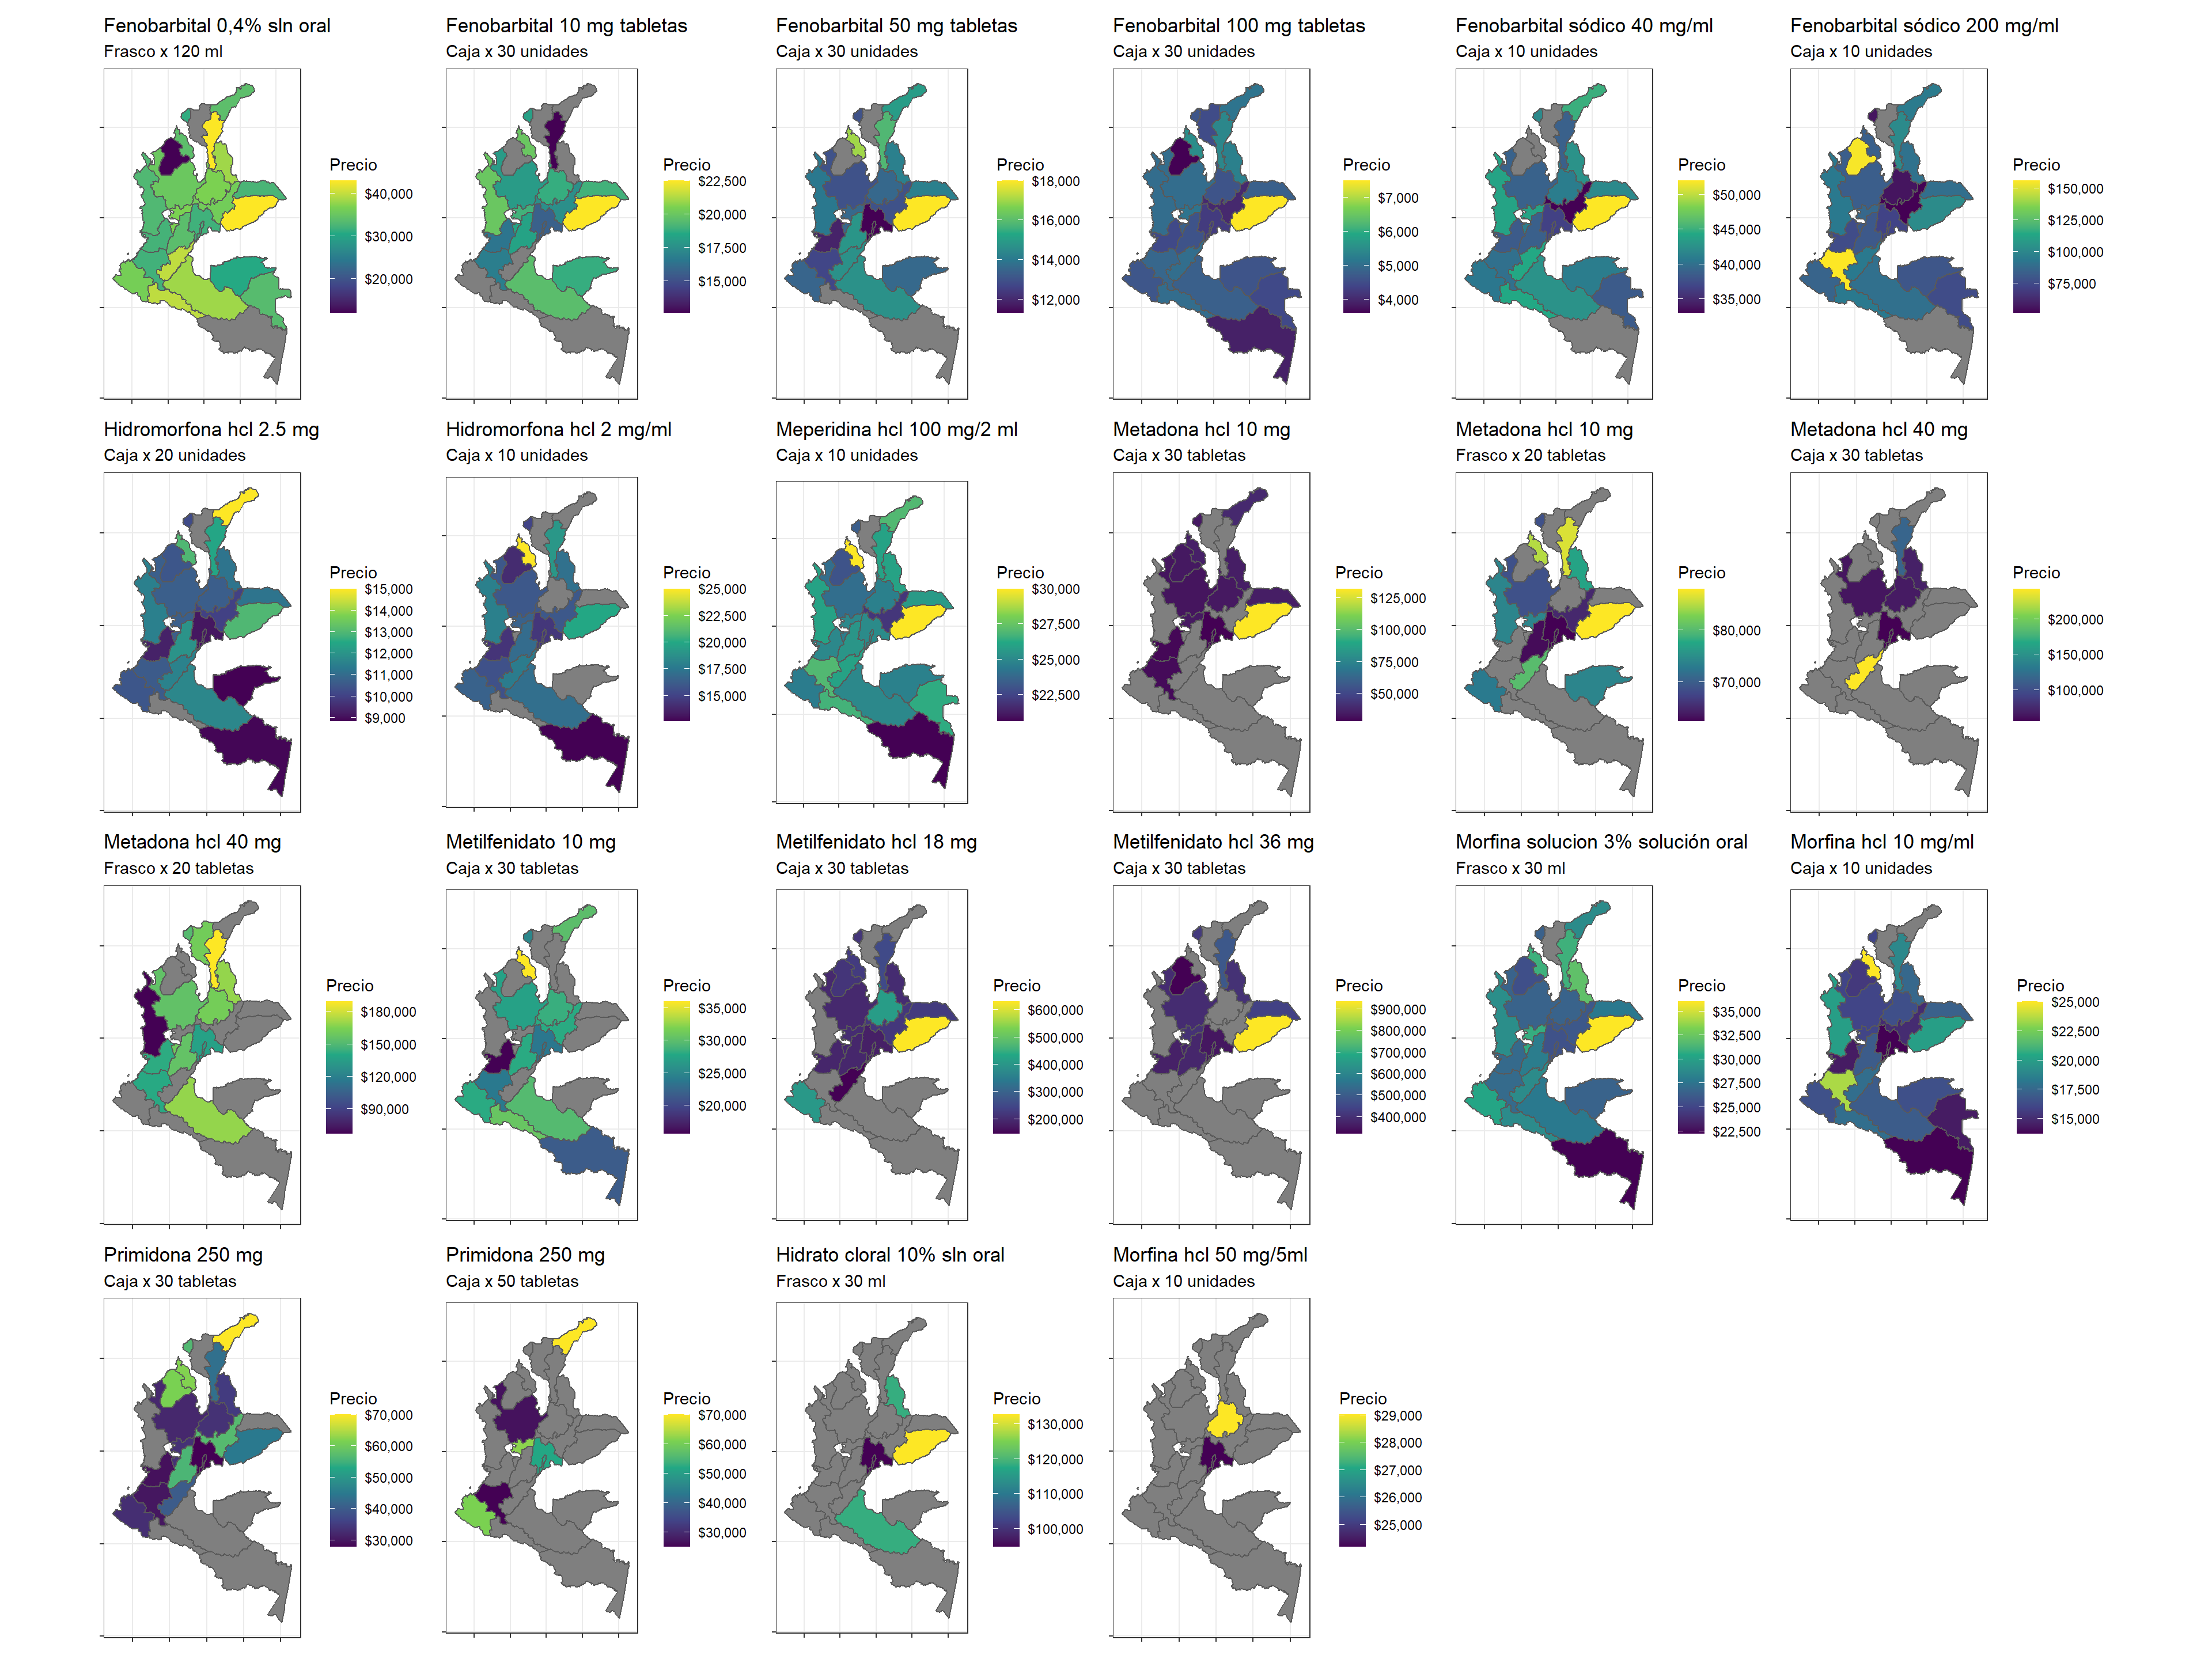 Fenobarbital 0,4% sln oral
Frasco x 120 ml
Precio
$40,000
$30,000
$20,000
Fenobarbital 10 mg tabletas
Caja x 30 unidades
Precio
$22,500
$20,000
$17,500
$15,000
Fenobarbital 50 mg tabletas
Caja x 30 unidades
Precio
$18,000
$16,000
$14,000
$12,000
Fenobarbital 100 mg tabletas
Caja x 30 unidades
Precio
$7,000
$6,000
$5,000
$4,000
Fenobarbital sódico 40 mg/ml
Caja x 10 unidades
Precio
$50,000
$45,000
$40,000
$35,000
Fenobarbital sódico 200 mg/ml
Caja x 10 unidades
Precio
$150,000
$125,000
$100,000
$75,000
Hidromorfona hcl 2.5 mg
Caja x 20 unidades
Precio
$15,000
$14,000
$13,000
$12,000
$11,000
$10,000
$9,000
Hidromorfona hcl 2 mg/ml
Caja x 10 unidades
Precio
$25,000
$22,500
$20,000
$17,500
$15,000
Meperidina hcl 100 mg/2 ml
Caja x 10 unidades
Precio
$30,000
$27,500
$25,000
$22,500
Metadona hcl 10 mg
Caja x 30 tabletas
Precio
$125,000
$100,000
$75,000
$50,000
Metadona hcl 10 mg
Frasco x 20 tabletas
Precio
$80,000
$70,000
Metadona hcl 40 mg
Caja x 30 tabletas
Precio
$200,000
$150,000
$100,000
Metadona hcl 40 mg
Frasco x 20 tabletas
Precio
$180,000
$150,000
$120,000
$90,000
Metilfenidato 10 mg
Caja x 30 tabletas
Precio
$35,000
$30,000
$25,000
$20,000
Metilfenidato hcl 18 mg
Caja x 30 tabletas
Precio
$600,000
$500,000
$400,000
$300,000
$200,000
Metilfenidato hcl 36 mg
Caja x 30 tabletas
Precio
$900,000
$800,000
$700,000
$600,000
$500,000
$400,000
Morfina solucion 3% solución oral
Frasco x 30 ml
Precio
$35,000
$32,500
$30,000
$27,500
$25,000
$22,500
Morfina hcl 10 mg/ml
Caja x 10 unidades
Precio
$25,000
$22,500
$20,000
$17,500
$15,000
Primidona 250 mg
Caja x 30 tabletas
Precio
$70,000
$60,000
$50,000
$40,000
$30,000
Primidona 250 mg
Caja x 50 tabletas
Precio
$70,000
$60,000
$50,000
$40,000
$30,000
Hidrato cloral 10% sln oral
Frasco x 30 ml
Precio
$130,000
$120,000
$110,000
$100,000
Morfina hcl 50 mg/5ml
Caja x 10 unidades
Precio
$29,000
$28,000
$27,000
$26,000
$25,000